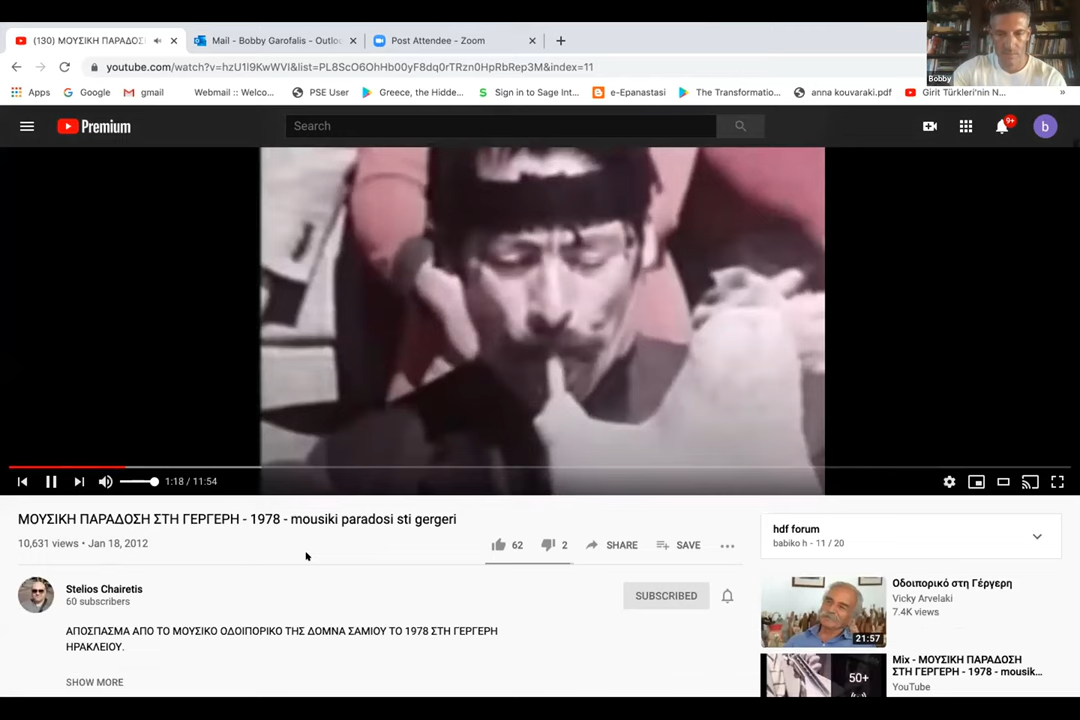 (130) ΜΟΥΣΙΚΗ ΠΑΡΑΔΟΣ
Mail - Bobby Garofalis - Outlo
Post Attendee - Zoom
youtube.com/watch?v=hzU1l9KwWVI&list=PL8ScO6OhHb00yF8dq0rTRzn0HpRbRep3M&index=11
Apps
Google
gmail
Webmail :: Welco...
PSE User
Greece, the Hidde...
Sign in to Sage Int...
e-Epanastasi
The Transformatio...
anna kouvaraki.pdf
Girit Türkleri'nin N...
»
Bobby
Premium
Search
9+
b
1:18 / 11:54
ΜΟΥΣΙΚΗ ΠΑΡΑΔΟΣΗ ΣΤΗ ΓΕΡΓΕΡΗ - 1978 - mousiki paradosi sti gergeri
10,631 views • Jan 18, 2012
62
2
SHARE
SAVE
Stelios Chairetis
60 subscribers
SUBSCRIBED
ΑΠΟΣΠΑΣΜΑ ΑΠΟ ΤΟ ΜΟΥΣΙΚΟ ΟΔΟΙΠΟΡΙΚΟ ΤΗΣ ΔΟΜΝΑ ΣΑΜΙΟΥ ΤΟ 1978 ΣΤΗ ΓΕΡΓΕΡΗ
ΗΡΑΚΛΕΙΟΥ.
SHOW MORE
hdf forum
babiko h - 11 / 20
Οδοιπορικό στη Γέργερη
Vicky Arvelaki
7.4K views
21:57
Mix - ΜΟΥΣΙΚΗ ΠΑΡΑΔΟΣΗ
ΣΤΗ ΓΕΡΓΕΡΗ - 1978 - mousik...
YouTube
50+